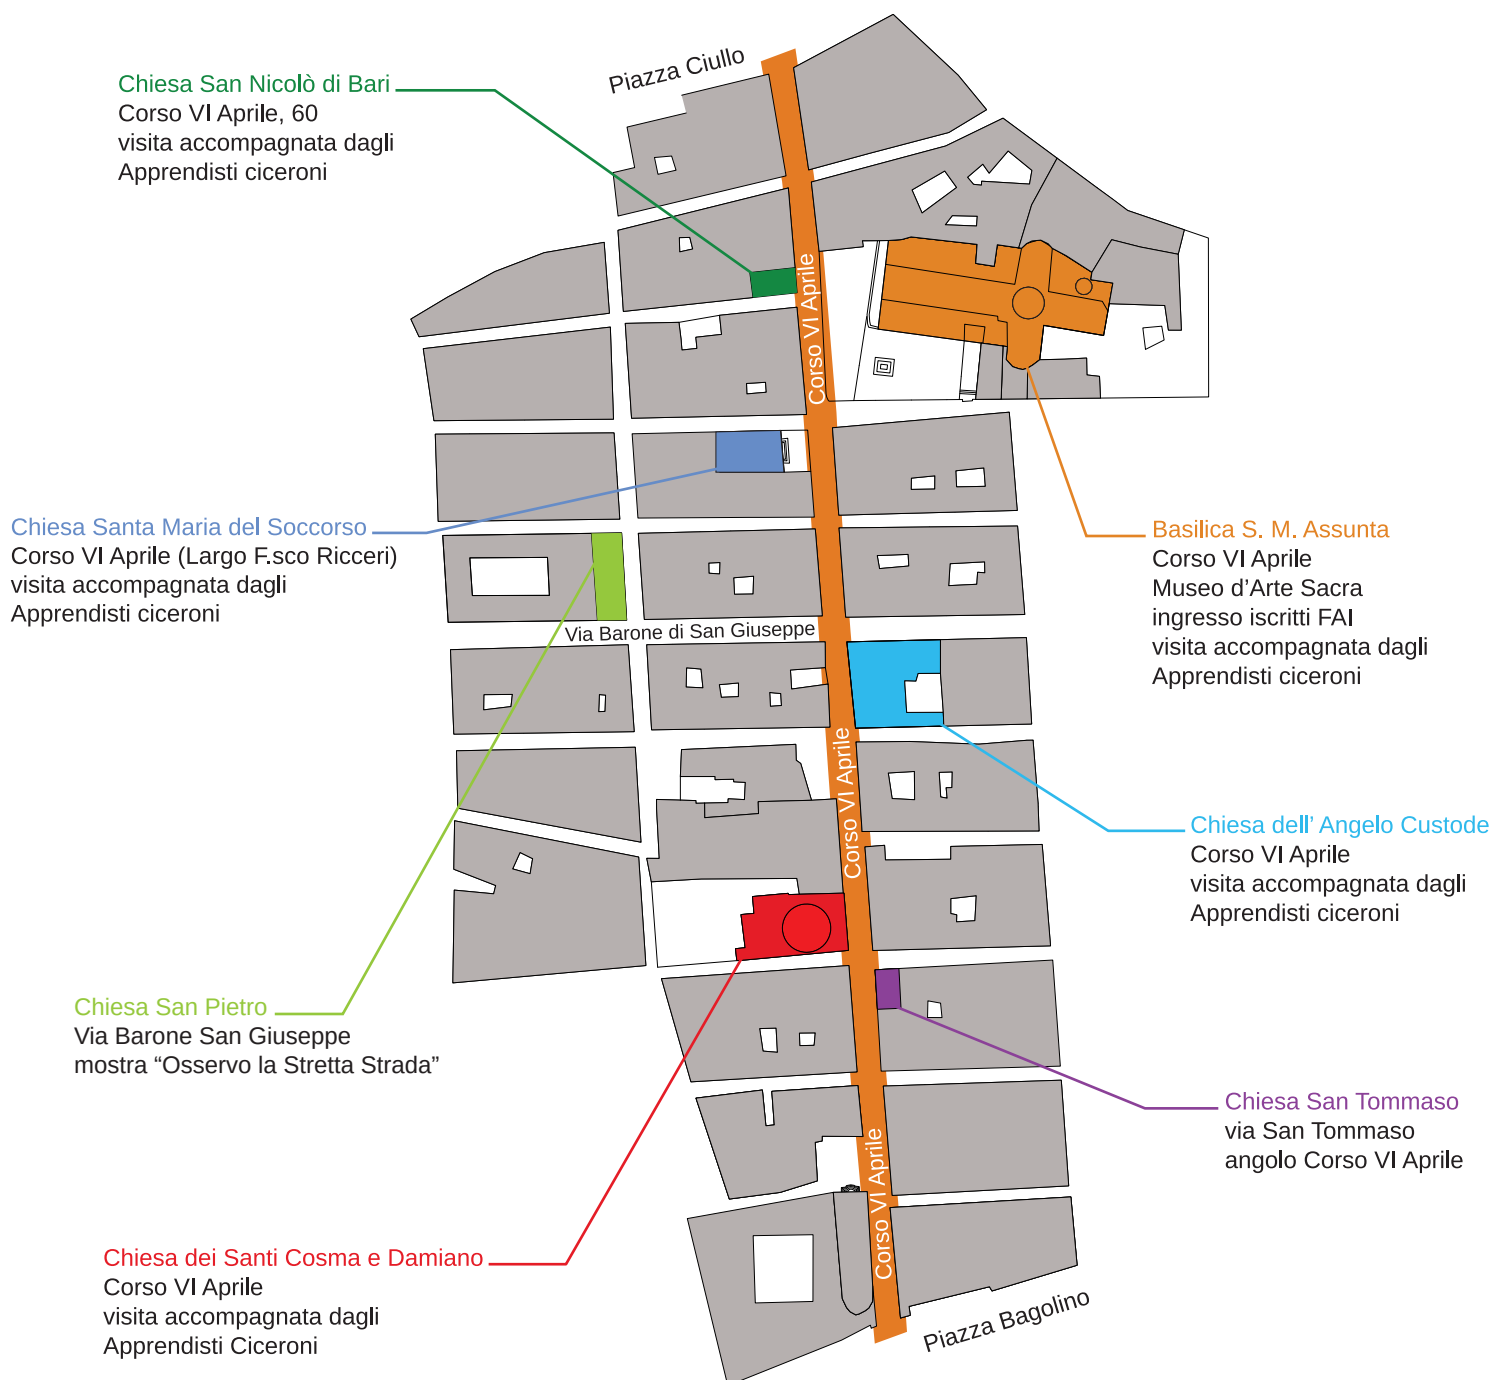 Piazza Ciullo
Chiesa San Nicolò di Bari
Corso VI Aprile, 60
visita accompagnata dagli
Apprendisti ciceroni
Corso VI Aprile
Chiesa Santa Maria del Soccorso
Corso VI Aprile (Largo F.sco Ricceri)
visita accompagnata dagli
Apprendisti ciceroni
Basilica S. M. Assunta
Corso VI Aprile
Museo d’Arte Sacra
ingresso iscritti FAI
visita accompagnata dagli
Apprendisti ciceroni
Via Barone di San Giuseppe
Corso VI Aprile
Chiesa dell’ Angelo Custode
Corso VI Aprile
visita accompagnata dagli
Apprendisti ciceroni
Chiesa San Pietro
Via Barone San Giuseppe
mostra “Osservo la Stretta Strada”
Chiesa San Tommaso
via San Tommaso
angolo Corso VI Aprile
Corso VI Aprile
Chiesa dei Santi Cosma e Damiano
Corso VI Aprile
visita accompagnata dagli
Apprendisti Ciceroni
Piazza Bagolino